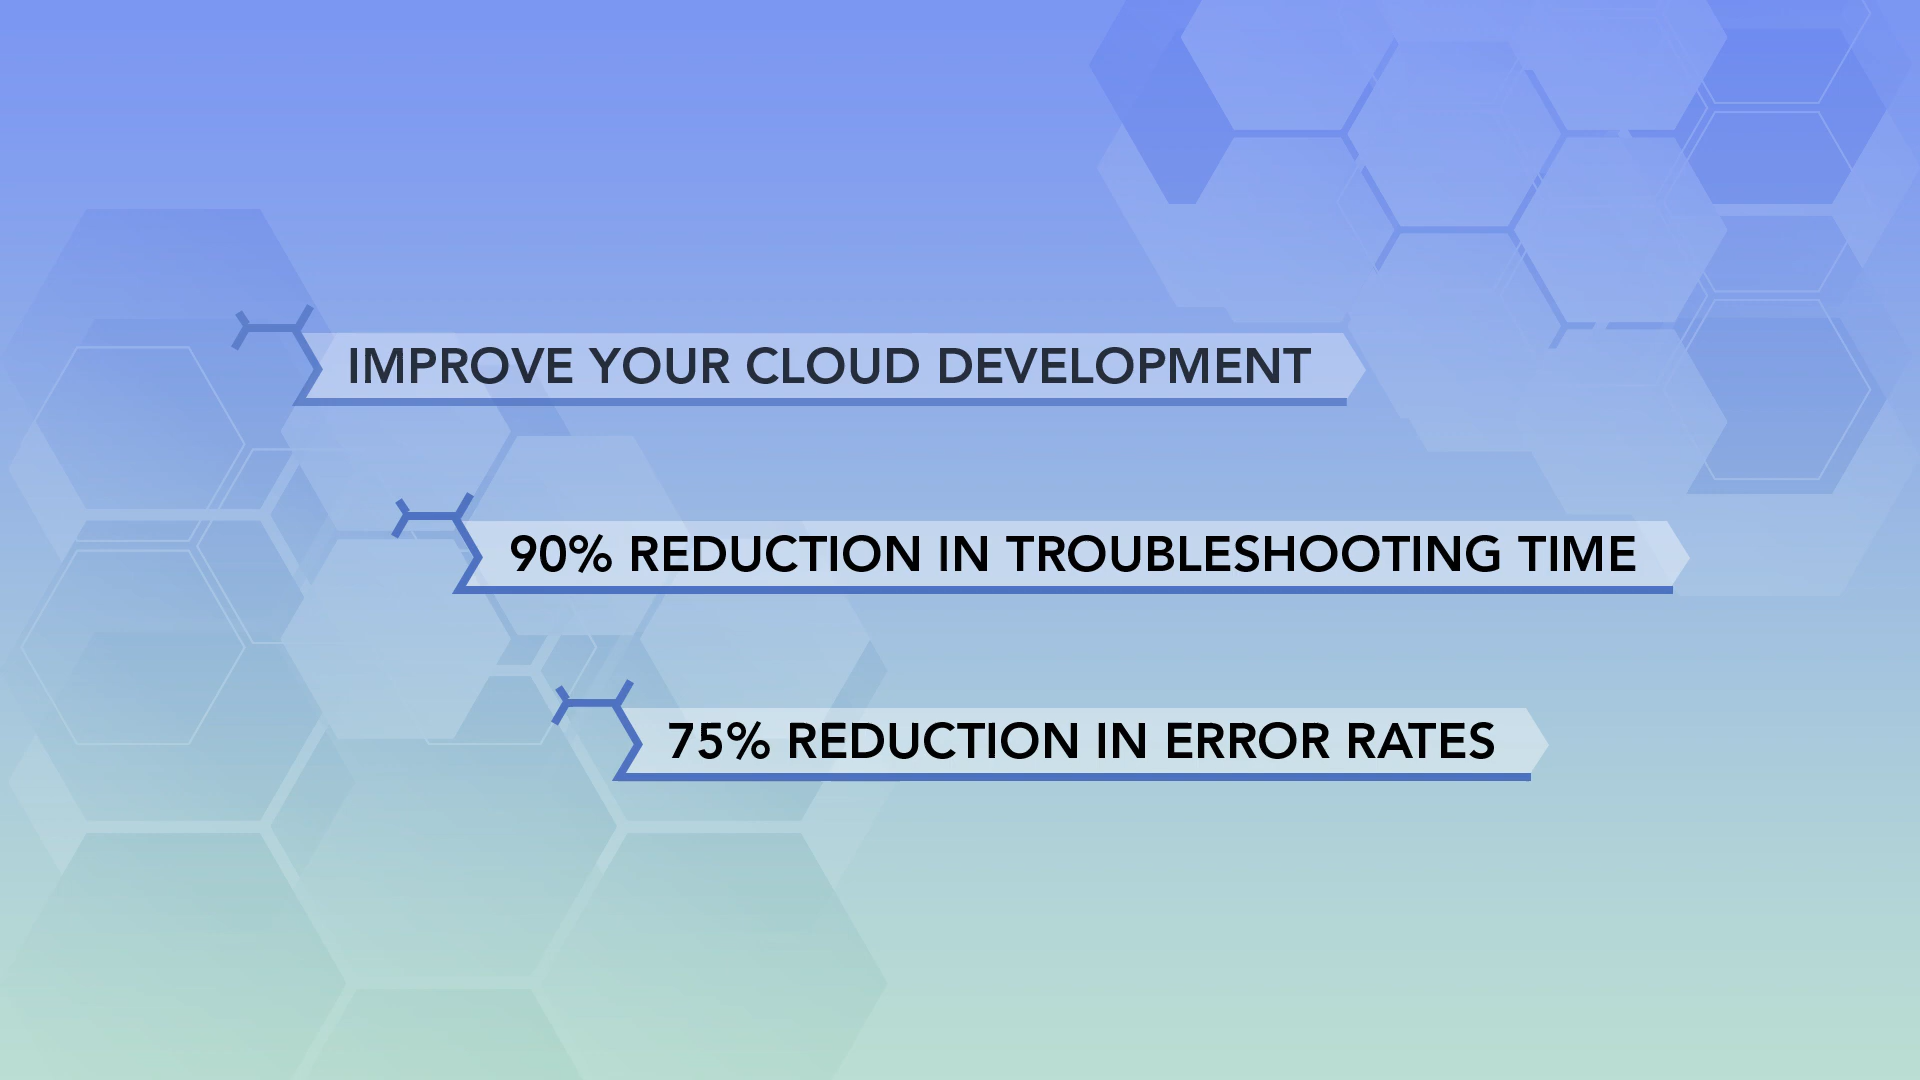 IMPROVE YOUR CLOUD DEVELOPMENT
90% REDUCTION IN TROUBLESHOOTING TIME
75% REDUCTION IN ERROR RATES